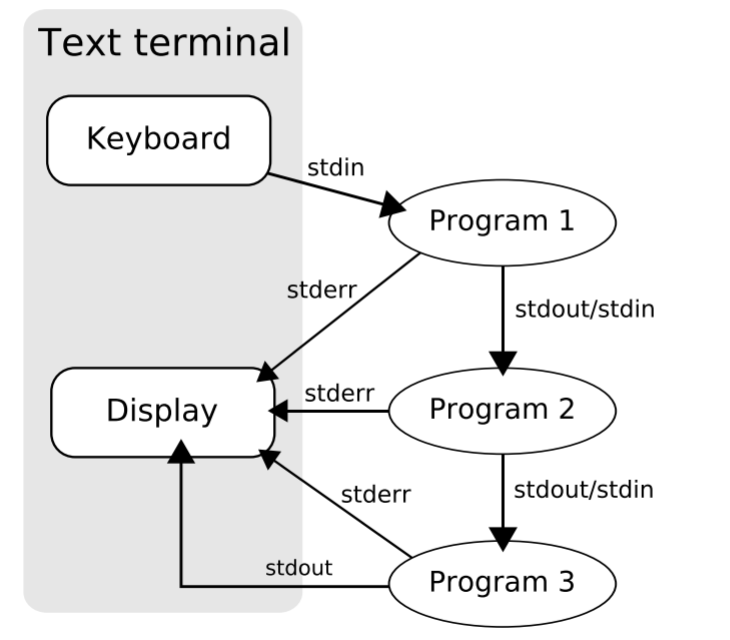 Text terminal
Keyboard
stdin
Program 1
stderr
stdout/stdin
Display
stderr
Program 2
stderr
stdout/stdin
stdout
Program 3